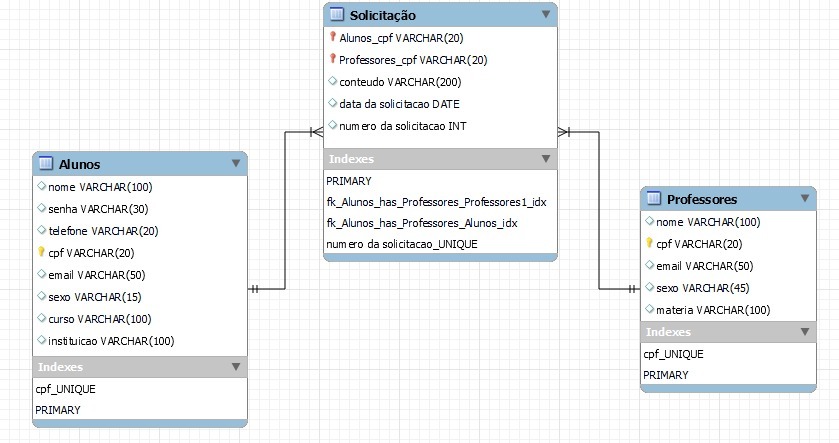 Solicitação
Alunos_cpf VARCHAR(20)
Professores_cpf VARCHAR(20)
conteudo VARCHAR(200)
data da solicitacao DATE
numero da solicitacao INT
Indexes
PRIMARY
fk_Alunos_has_Professores_Professores1_idx
fk_Alunos_has_Professores_Alunos_idx
numero da solicitacao_UNIQUE
Alunos
nome VARCHAR(100)
senha VARCHAR(30)
telefone VARCHAR(20)
cpf VARCHAR(20)
email VARCHAR(50)
sexo VARCHAR(15)
curso VARCHAR(100)
instituicao VARCHAR(100)
Indexes
cpf_UNIQUE
PRIMARY
Professores
nome VARCHAR(100)
cpf VARCHAR(20)
email VARCHAR(50)
sexo VARCHAR(45)
materia VARCHAR(100)
Indexes
cpf_UNIQUE
PRIMARY